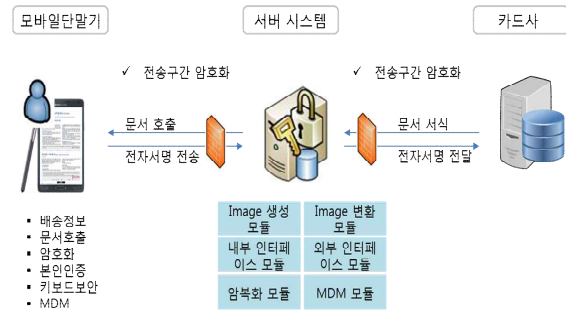 모바일단말기
서버 시스템
카드사
✓ 전송구간 암호화
✓ 전송구간 암호화
문서 호출
전자서명 전송
문서 서식
전자서명 전달
▪ 배송정보
▪ 문서호출
▪ 암호화
▪ 본인인증
▪ 키보드보안
▪ MDM
Image 생성
모듈
Image 변환
모듈
내부 인터페
이스 모듈
외부 인터페
이스 모듈
암복화 모듈
MDM 모듈